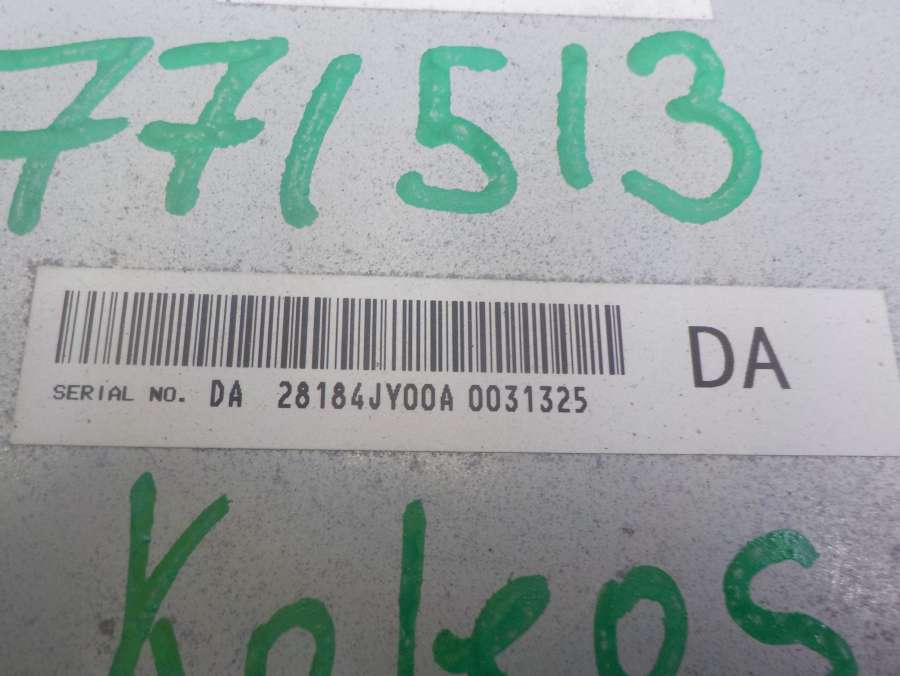 771513
DA
SERIAL NO. DA 28184JY00A 0031325
Koleos